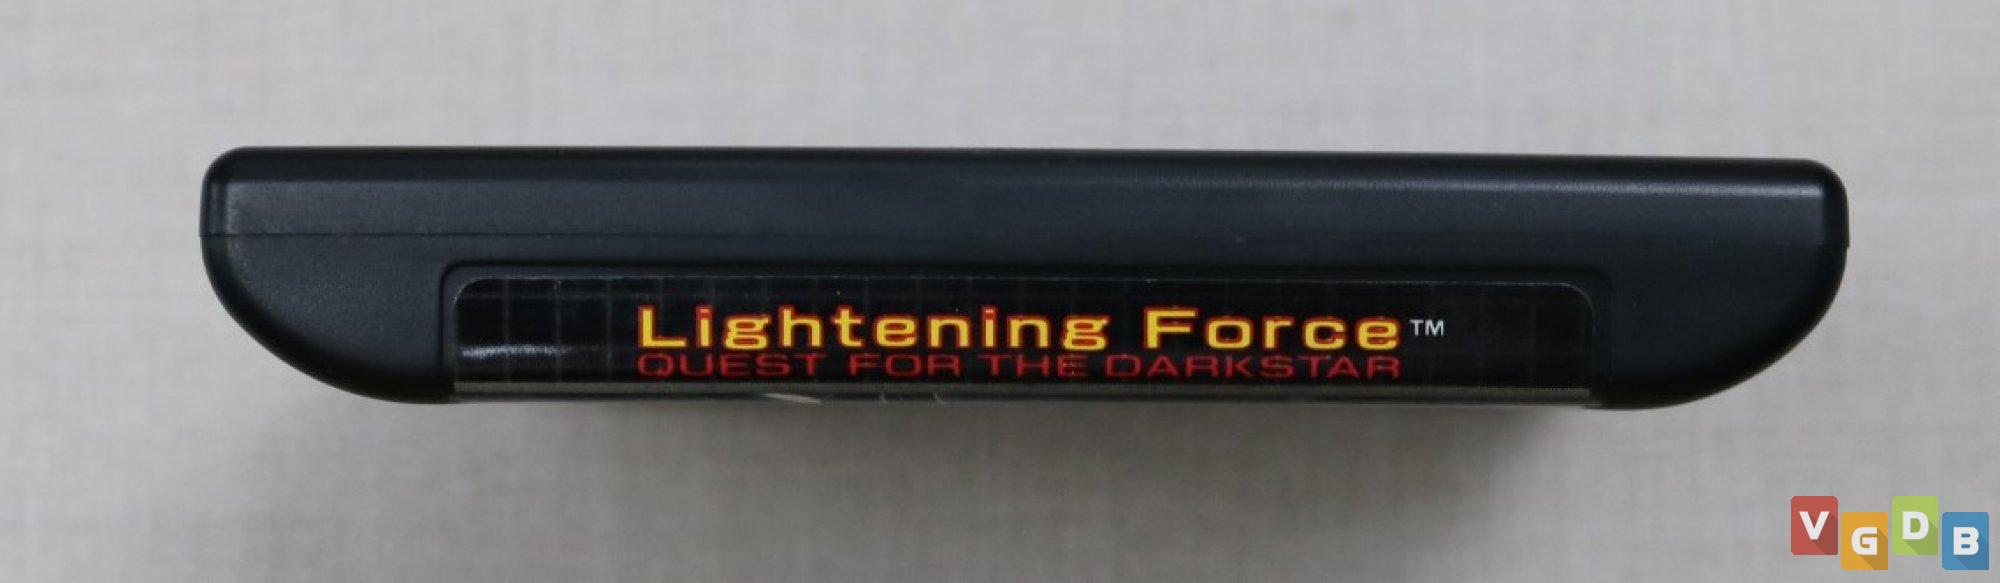 Lightening Force™
QUEST FOR THE DARKSTAR
VGDB